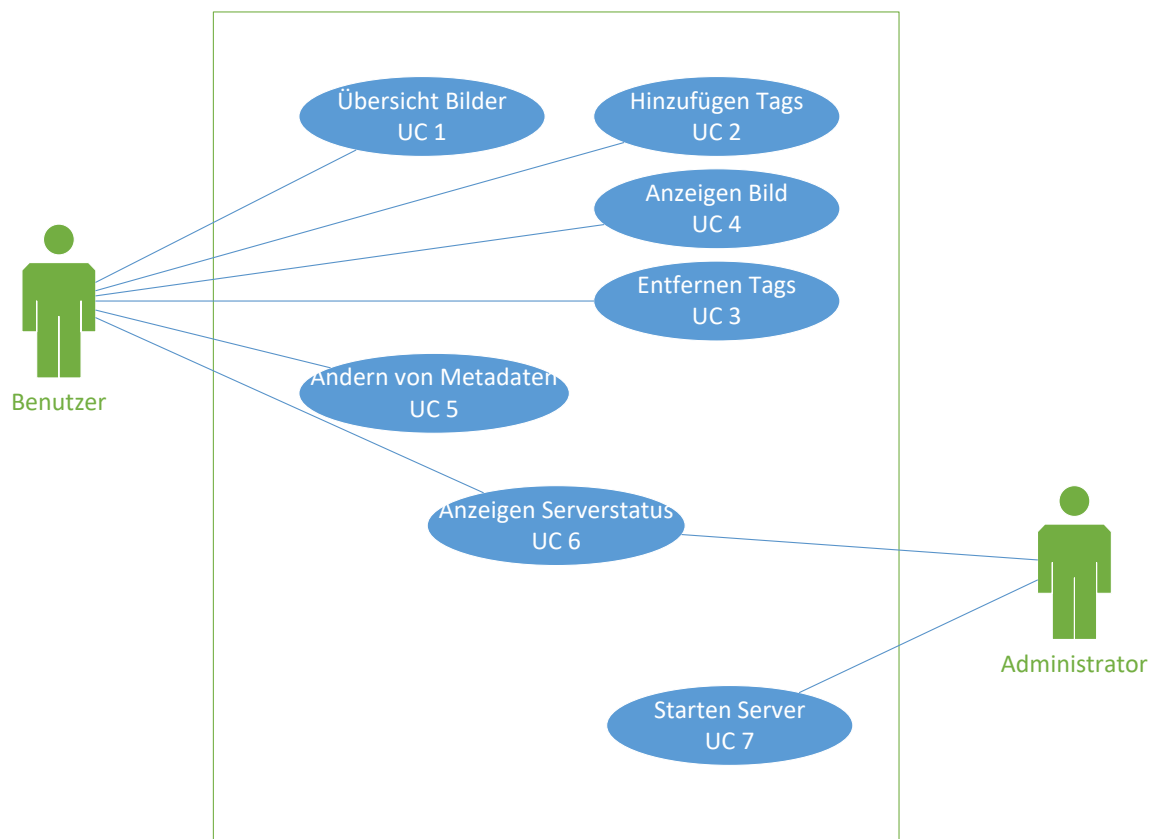 Übersicht Bilder
UC 1
Hinzufügen Tags
UC 2
Anzeigen Bild
UC 4
Entfernen Tags
UC 3
Ändern von Metadaten
UC 5
Benutzer
Anzeigen Serverstatus
UC 6
Administrator
Starten Server
UC 7